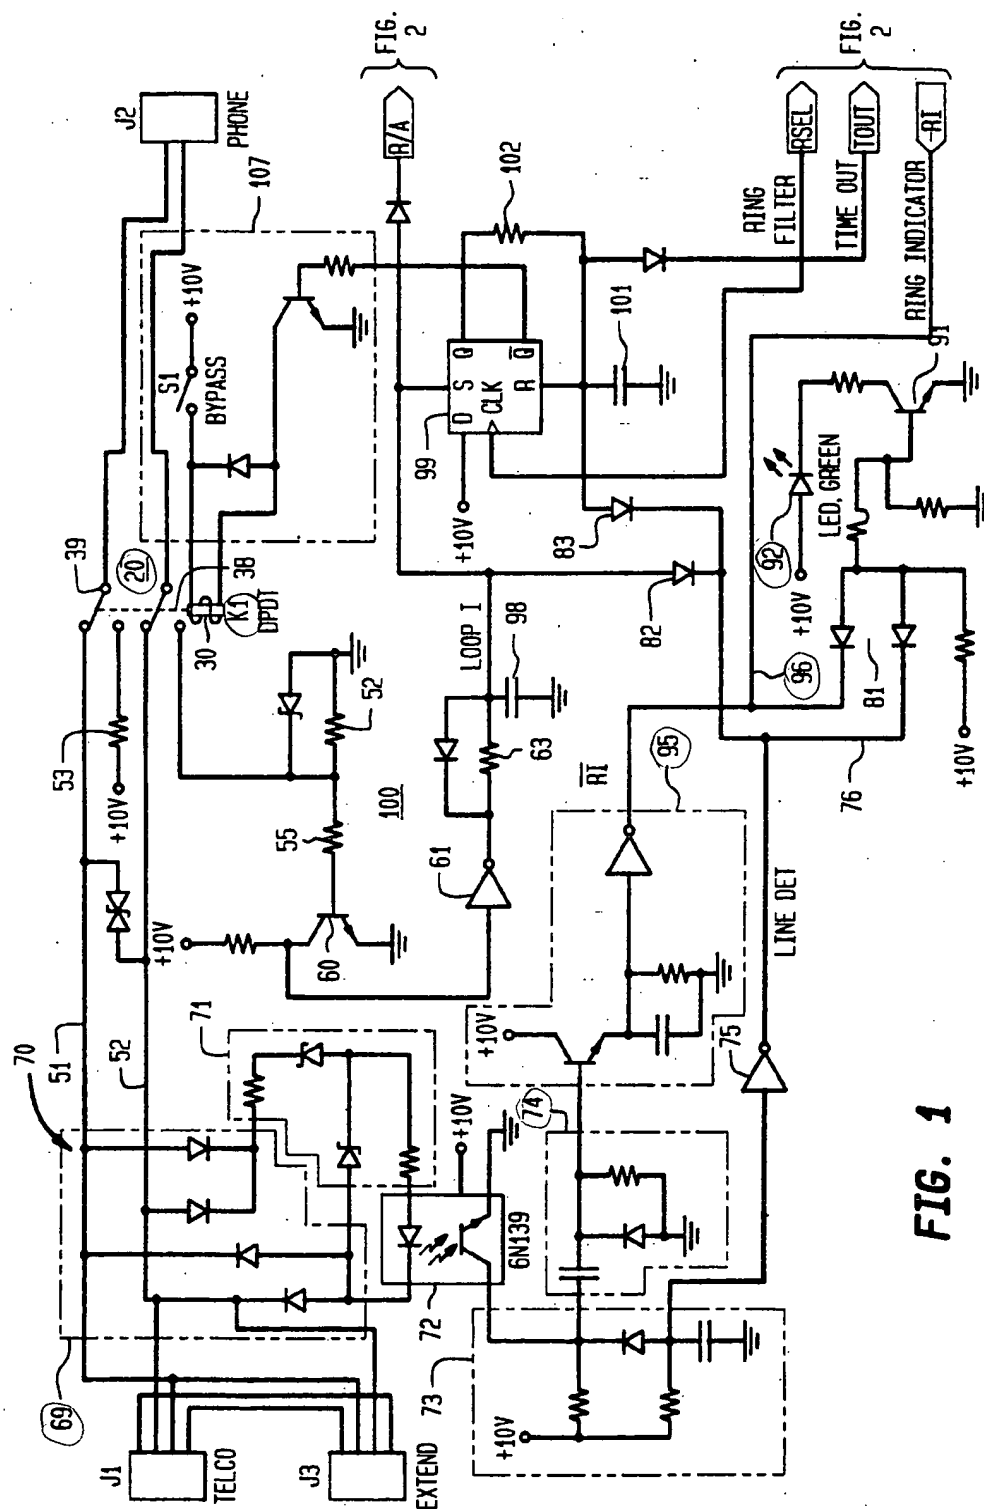 J2
PHONE
107
+10V
S1
BYPASS
39
20
38
K1
DPDT
30
53
+10V
51
52
70
69
J1
TELCO
J3
EXTEND
71
+10V
60
55
52
100
61
63
98
LOOP I
FIG.
2
R/A
102
101
99
D
S
Q
CLK
R
Q̅
+10V
83
82
RING
FILTER
RSEL
TIME OUT
TOUT
RING INDICATOR
-RI
FIG.
2
91
LED, GREEN
92
+10V
96
81
76
+10V
R̅I̅
95
+10V
75
LINE DET
74
+10V
6N139
72
73
+10V
FIG. 1